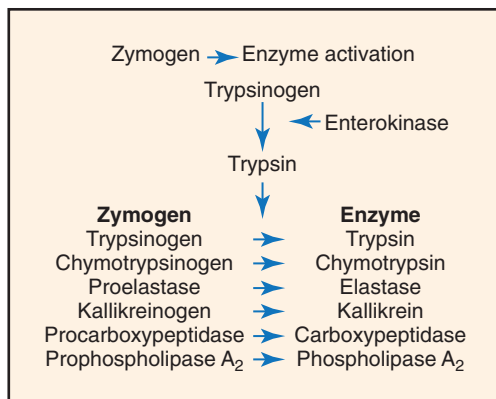 Zymogen → Enzyme activation
Trypsinogen
Enterokinase
Trypsin
Zymogen Enzyme
Trypsinogen → Trypsin
Chymotrypsinogen → Chymotrypsin
Proelastase → Elastase
Kallikreinogen → Kallikrein
Procarboxypeptidase → Carboxypeptidase
Prophospholipase A₂ → Phospholipase A₂